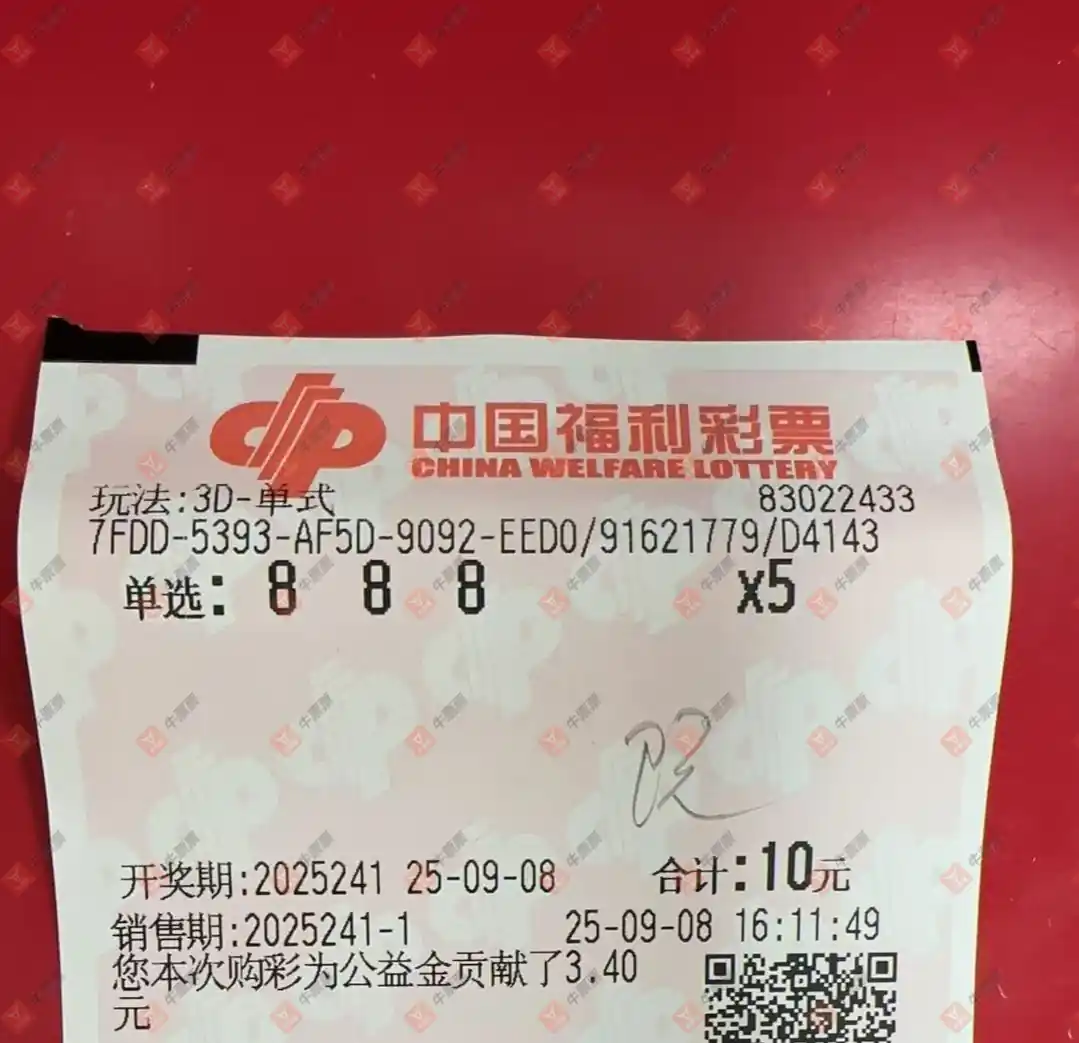 中国福利彩票
CHINA WELFARE LOTTERY
玩法:3D-单式 83022433
7FDD-5393-AF5D-9092-EED0/91621779/D4143
单选: 8 8 8 x5
开奖期:2025241 25-09-08 合计:10元
销售期:2025241-1 25-09-08 16:11:49
您本次购彩为公益金贡献了3.40
元
牛票票